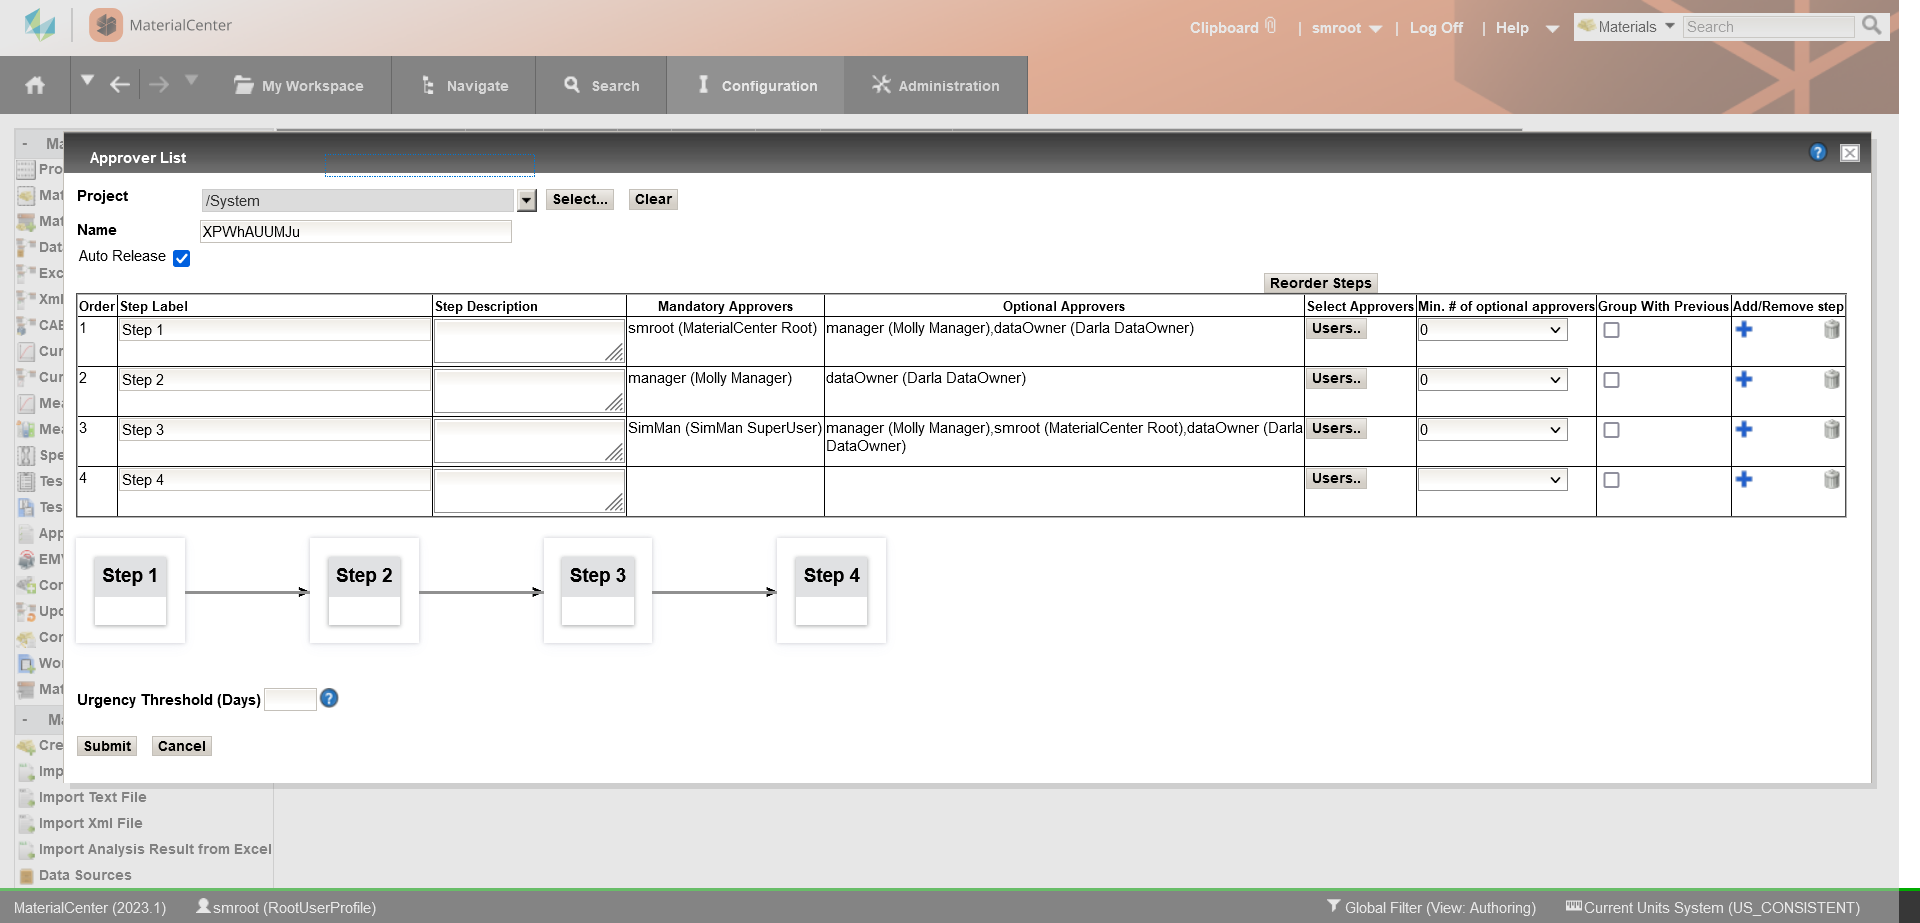 MaterialCenter
Clipboard | smroot | Log Off | Help
Materials Search
My Workspace Navigate Search Configuration Administration
- Ma
Approver List
Pro
Mat
Mat
Dat
Exc
Xml
CAE
Cur
Cur
Mea
Mea
Spe
Tes
Tes
App
EMV
Con
Upd
Cor
Wor
Mat
- Ma
Cre
Imp
Project /System Select... Clear
Name XPWhAUUMJu
Auto Release
Reorder Steps
Order Step Label Step Description Mandatory Approvers Optional Approvers Select Approvers Min. # of optional approvers Group With Previous Add/Remove step
1 Step 1 smroot (MaterialCenter Root) manager (Molly Manager),dataOwner (Darla DataOwner) Users.. 0
2 Step 2 manager (Molly Manager) dataOwner (Darla DataOwner) Users.. 0
3 Step 3 SimMan (SimMan SuperUser) manager (Molly Manager),smroot (MaterialCenter Root),dataOwner (Darla
DataOwner) Users.. 0
4 Step 4 Users..
Step 1 Step 2 Step 3 Step 4
Urgency Threshold (Days)
Submit Cancel
Import Text File
Import Xml File
Import Analysis Result from Excel
Data Sources
MaterialCenter (2023.1) smroot (RootUserProfile) Global Filter (View: Authoring) Current Units System (US_CONSISTENT)